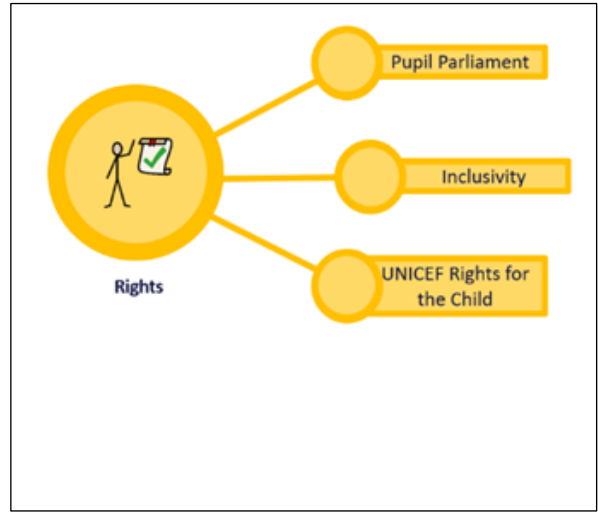 Pupil Parliament
Inclusivity
Rights
UNICEF Rights for
the Child